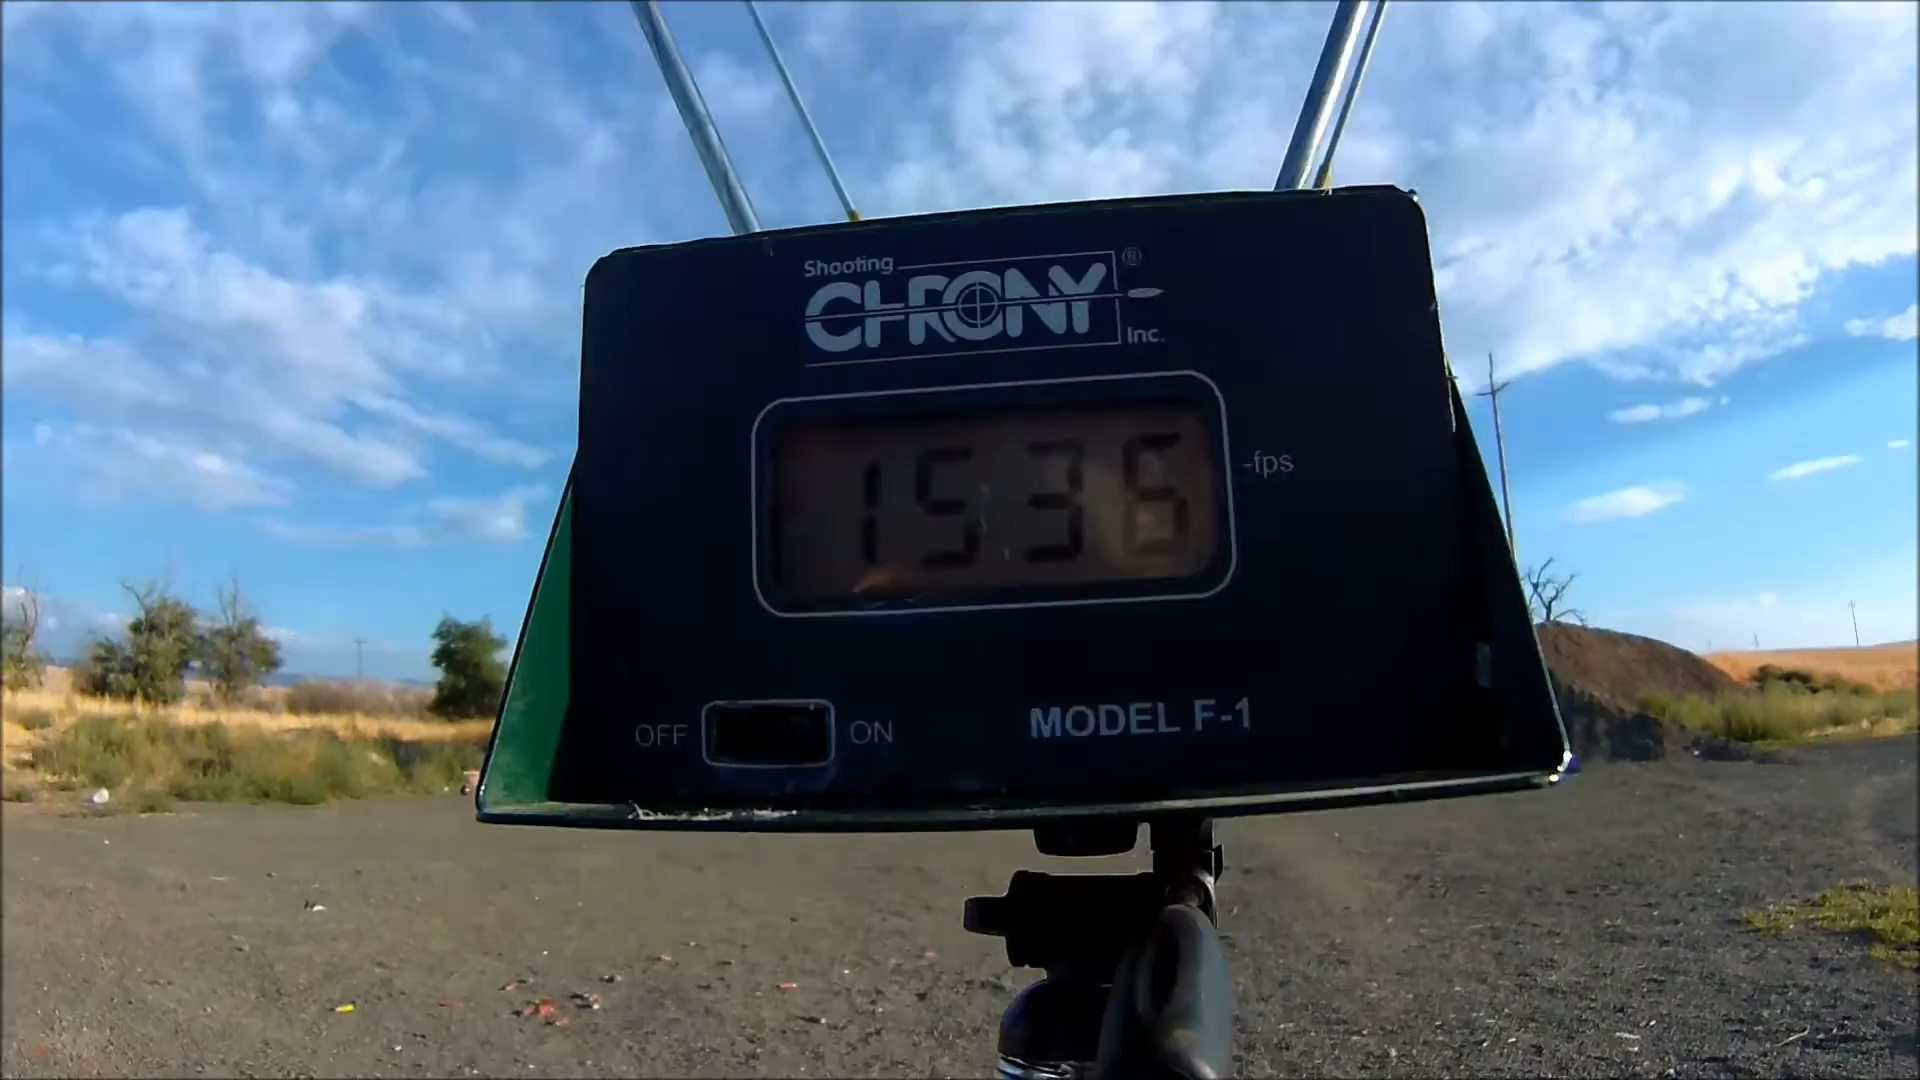 Shooting
CHRONY®
Inc.
1536
-fps
OFF ON
MODEL F-1